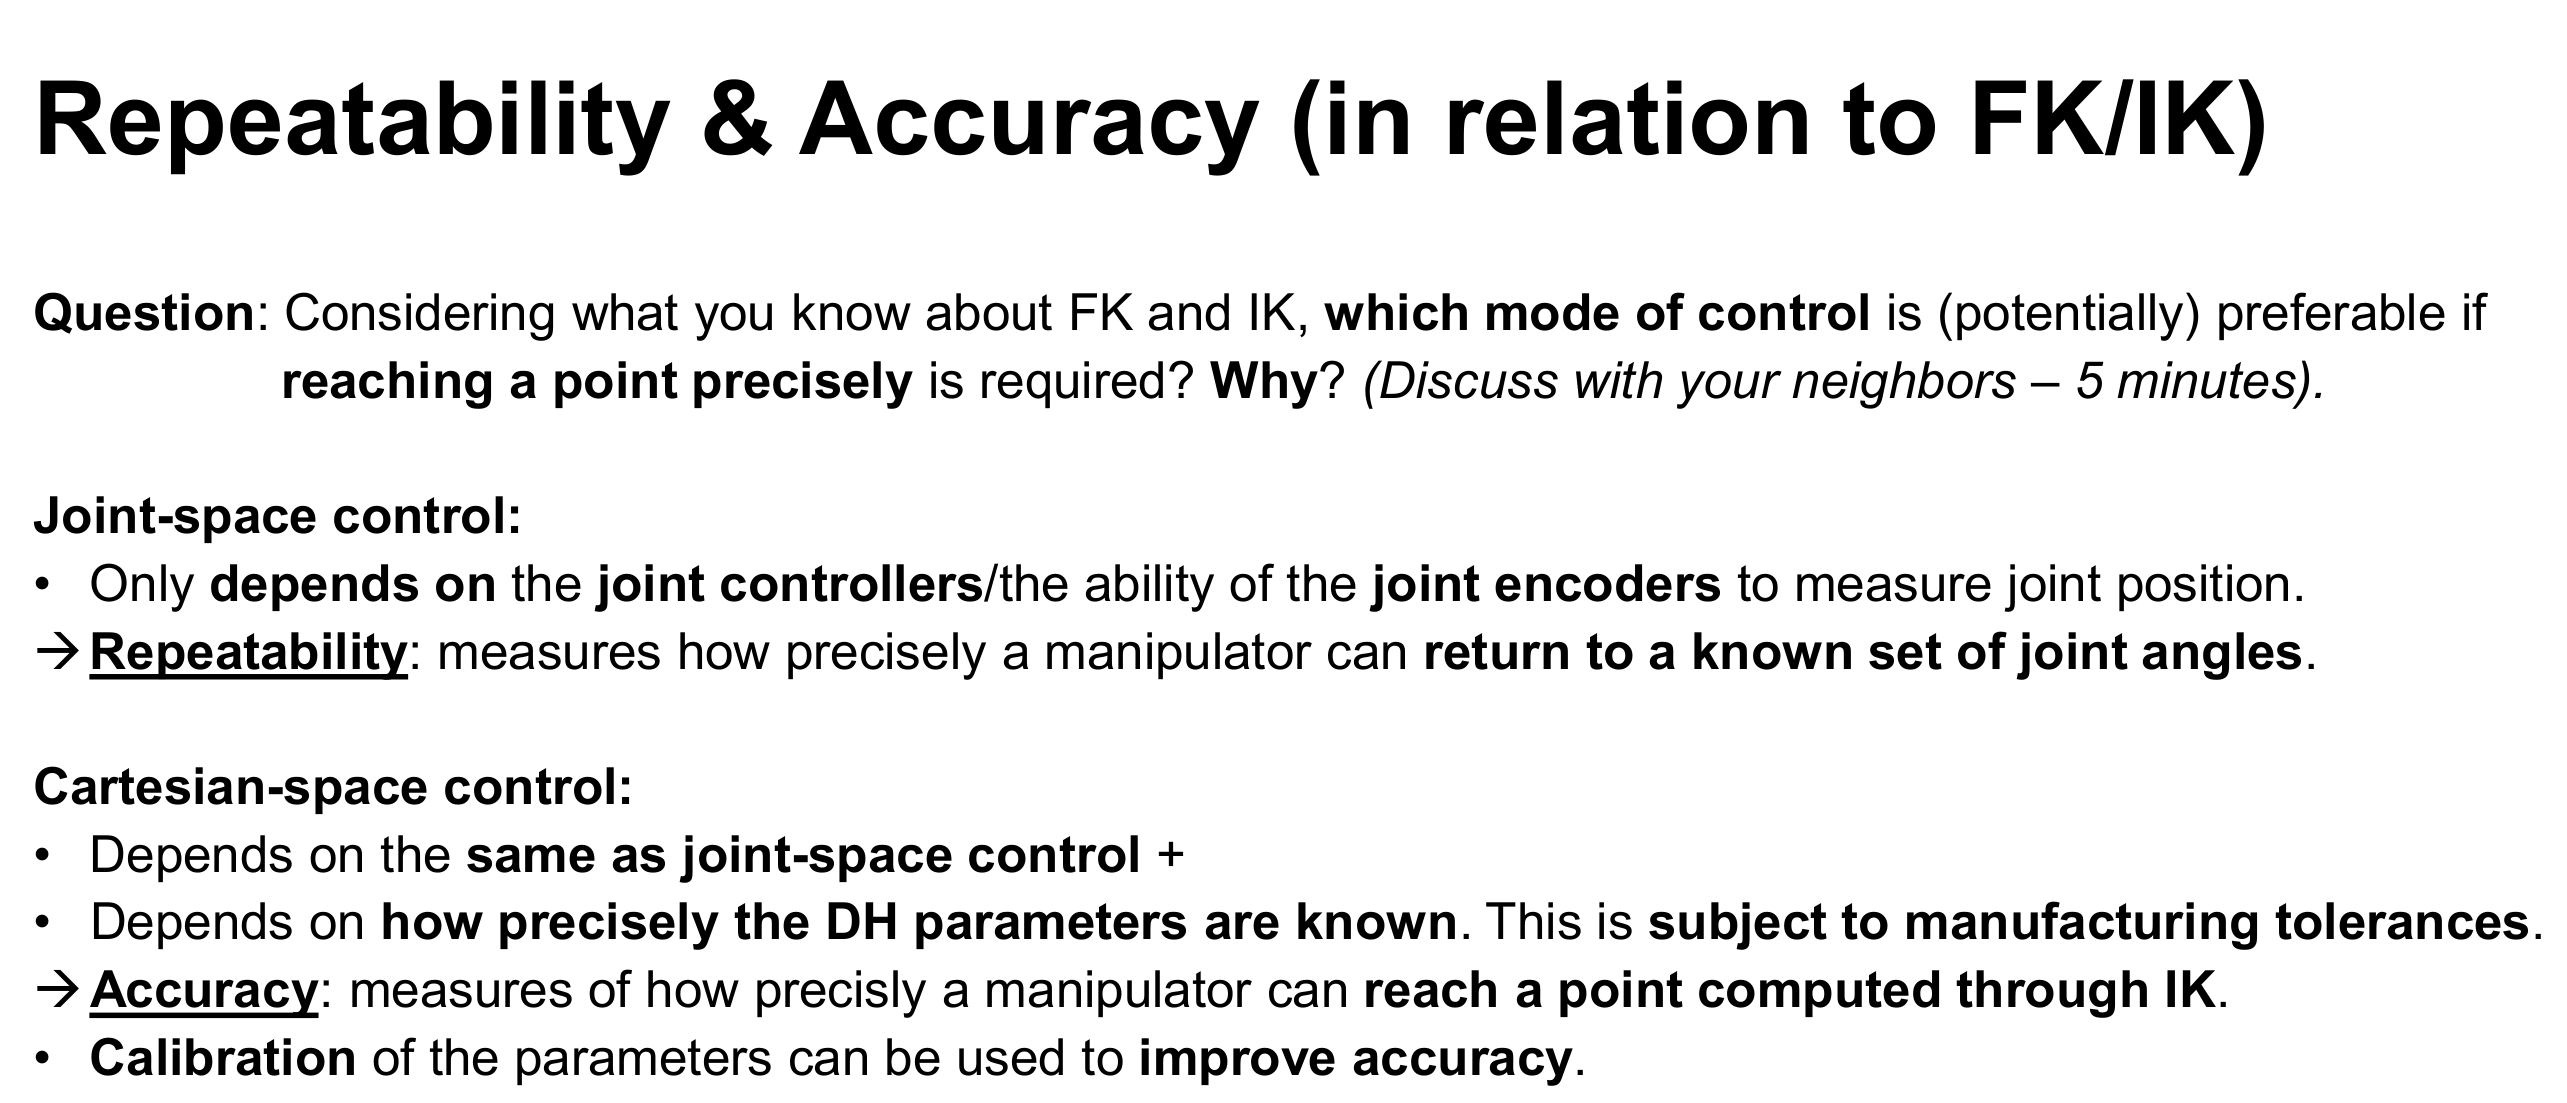 Repeatability & Accuracy (in relation to FK/IK)
Question: Considering what you know about FK and IK, which mode of control is (potentially) preferable if
reaching a point precisely is required? Why? (Discuss with your neighbors – 5 minutes).
Joint-space control:
• Only depends on the joint controllers/the ability of the joint encoders to measure joint position.
→ Repeatability: measures how precisely a manipulator can return to a known set of joint angles.
Cartesian-space control:
• Depends on the same as joint-space control +
• Depends on how precisely the DH parameters are known. This is subject to manufacturing tolerances.
→ Accuracy: measures of how precisly a manipulator can reach a point computed through IK.
• Calibration of the parameters can be used to improve accuracy.